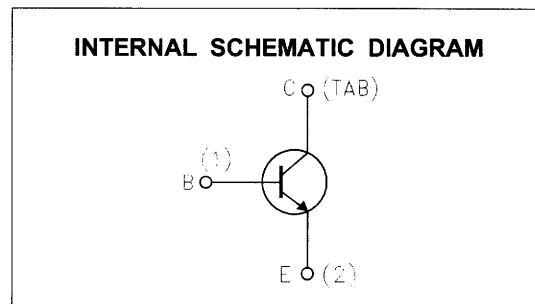 INTERNAL SCHEMATIC DIAGRAM
C (TAB)
(1)
B
E (2)